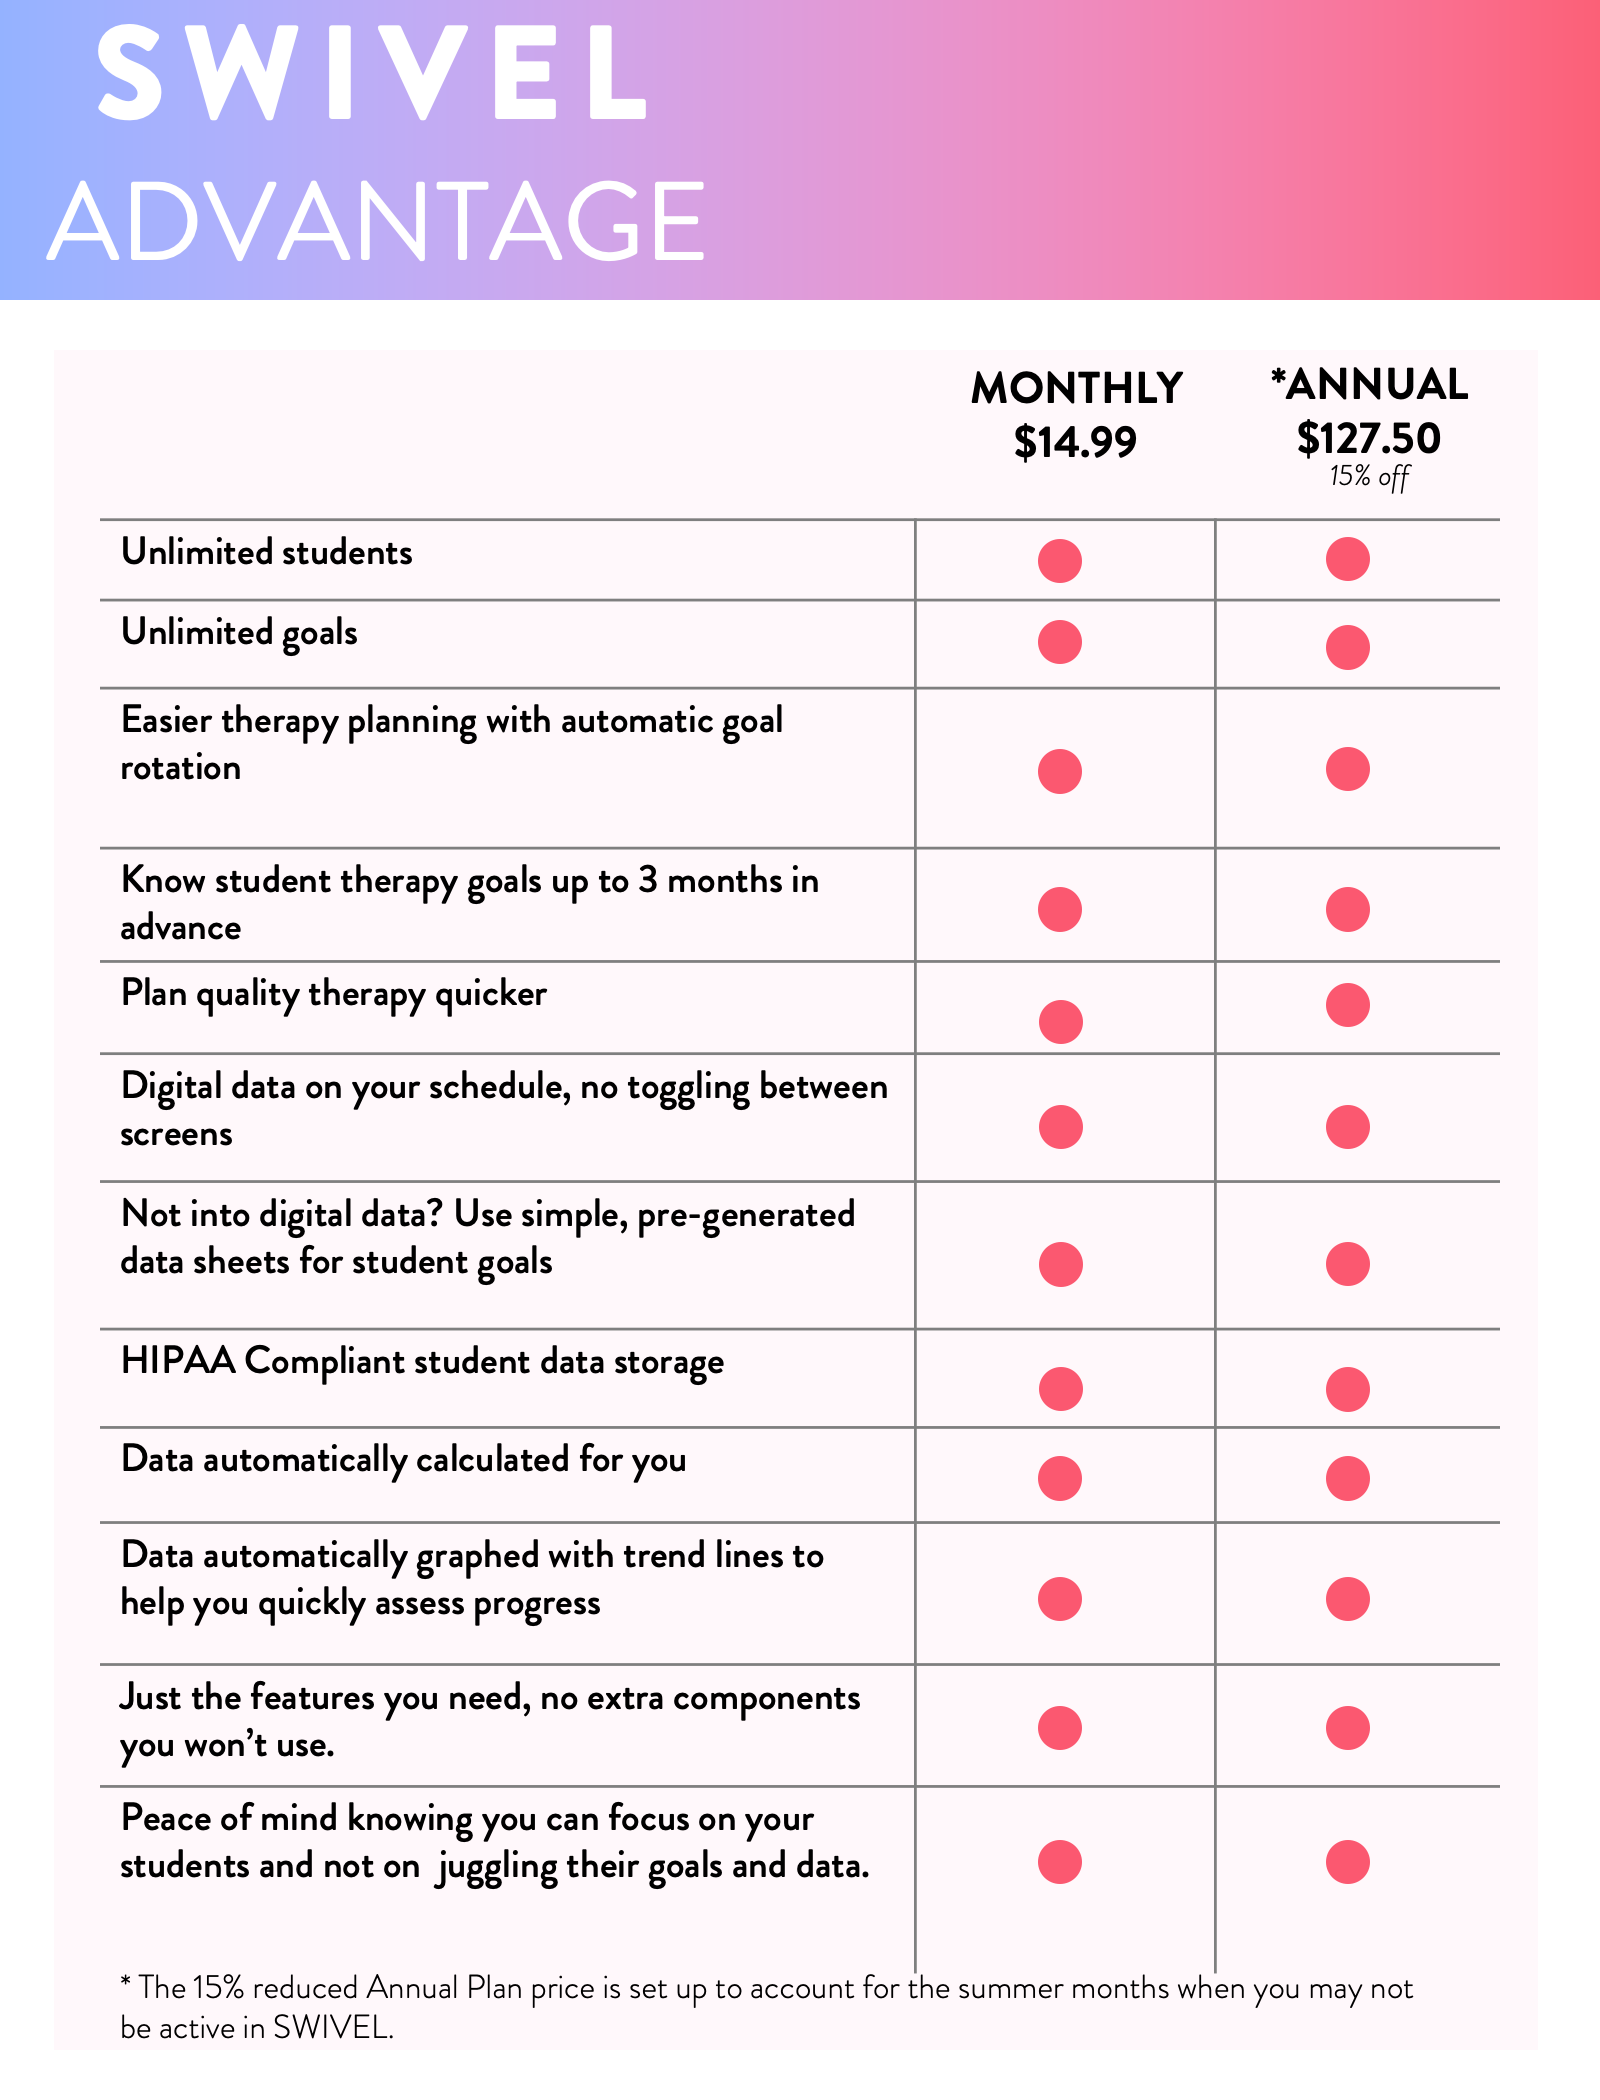 SWIVEL
ADVANTAGE
MONTHLY
$14.99
*ANNUAL
$127.50
15% off
Unlimited students
Unlimited goals
Easier therapy planning with automatic goal
rotation
Know student therapy goals up to 3 months in
advance
Plan quality therapy quicker
Digital data on your schedule, no toggling between
screens
Not into digital data? Use simple, pre-generated
data sheets for student goals
HIPAA Compliant student data storage
Data automatically calculated for you
Data automatically graphed with trend lines to
help you quickly assess progress
Just the features you need, no extra components
you won't use.
Peace of mind knowing you can focus on your
students and not on  juggling their goals and data.
* The 15% reduced Annual Plan price is set up to account for the summer months when you may not
be active in SWIVEL.